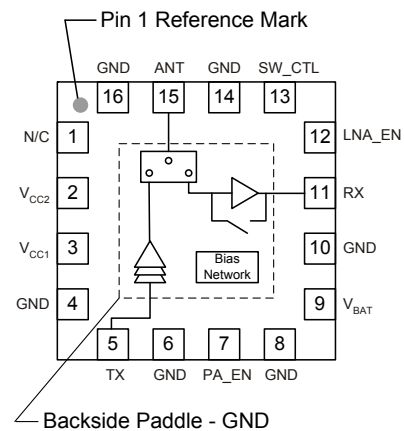 Pin 1 Reference Mark
GND ANT GND SW_CTL
16 15 14 13
N/C 1 12 LNA_EN
VCC2 2 11 RX
VCC1 3 10 GND
Bias
Network
GND 4 9 VBAT
5 6 7 8
TX GND PA_EN GND
Backside Paddle - GND